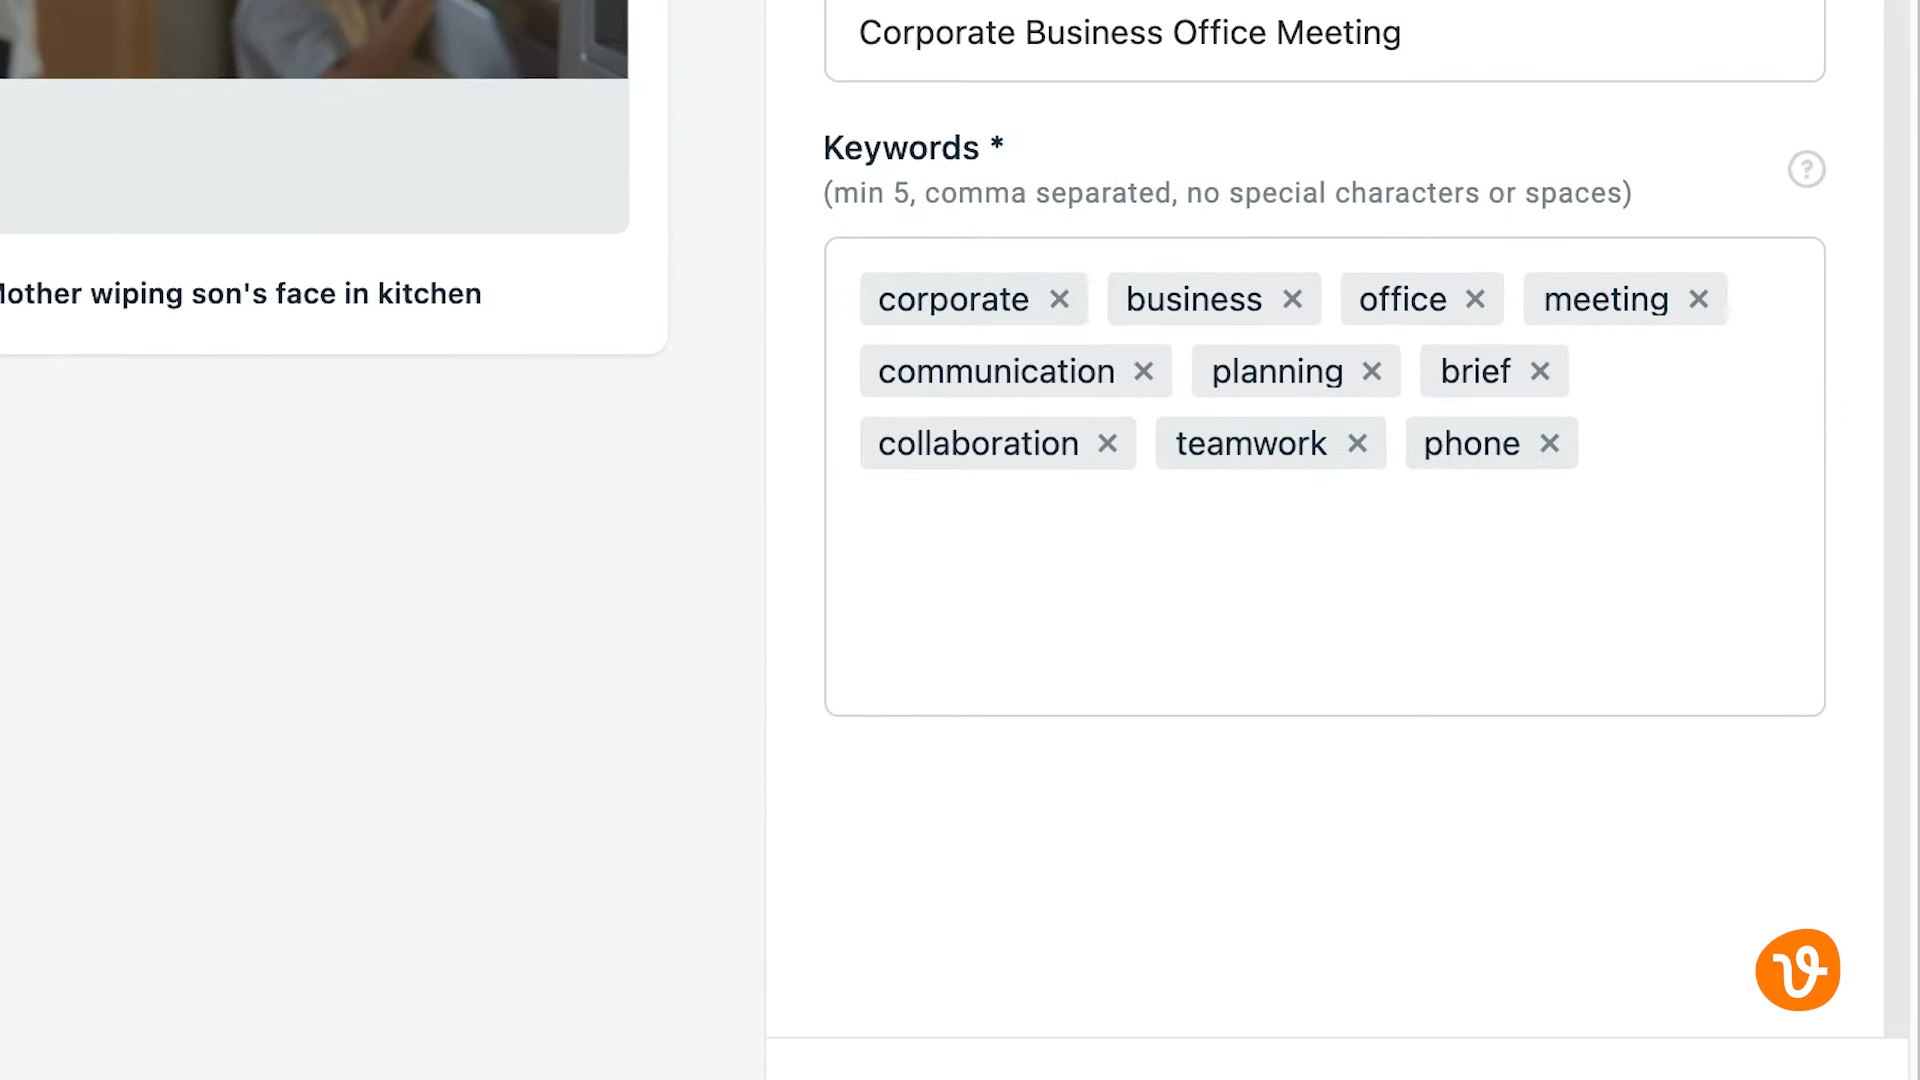 Corporate Business Office Meeting
Keywords *
(min 5, comma separated, no special characters or spaces)
?
corporate × business × office × meeting ×
communication × planning × brief ×
collaboration × teamwork × phone ×
other wiping son's face in kitchen